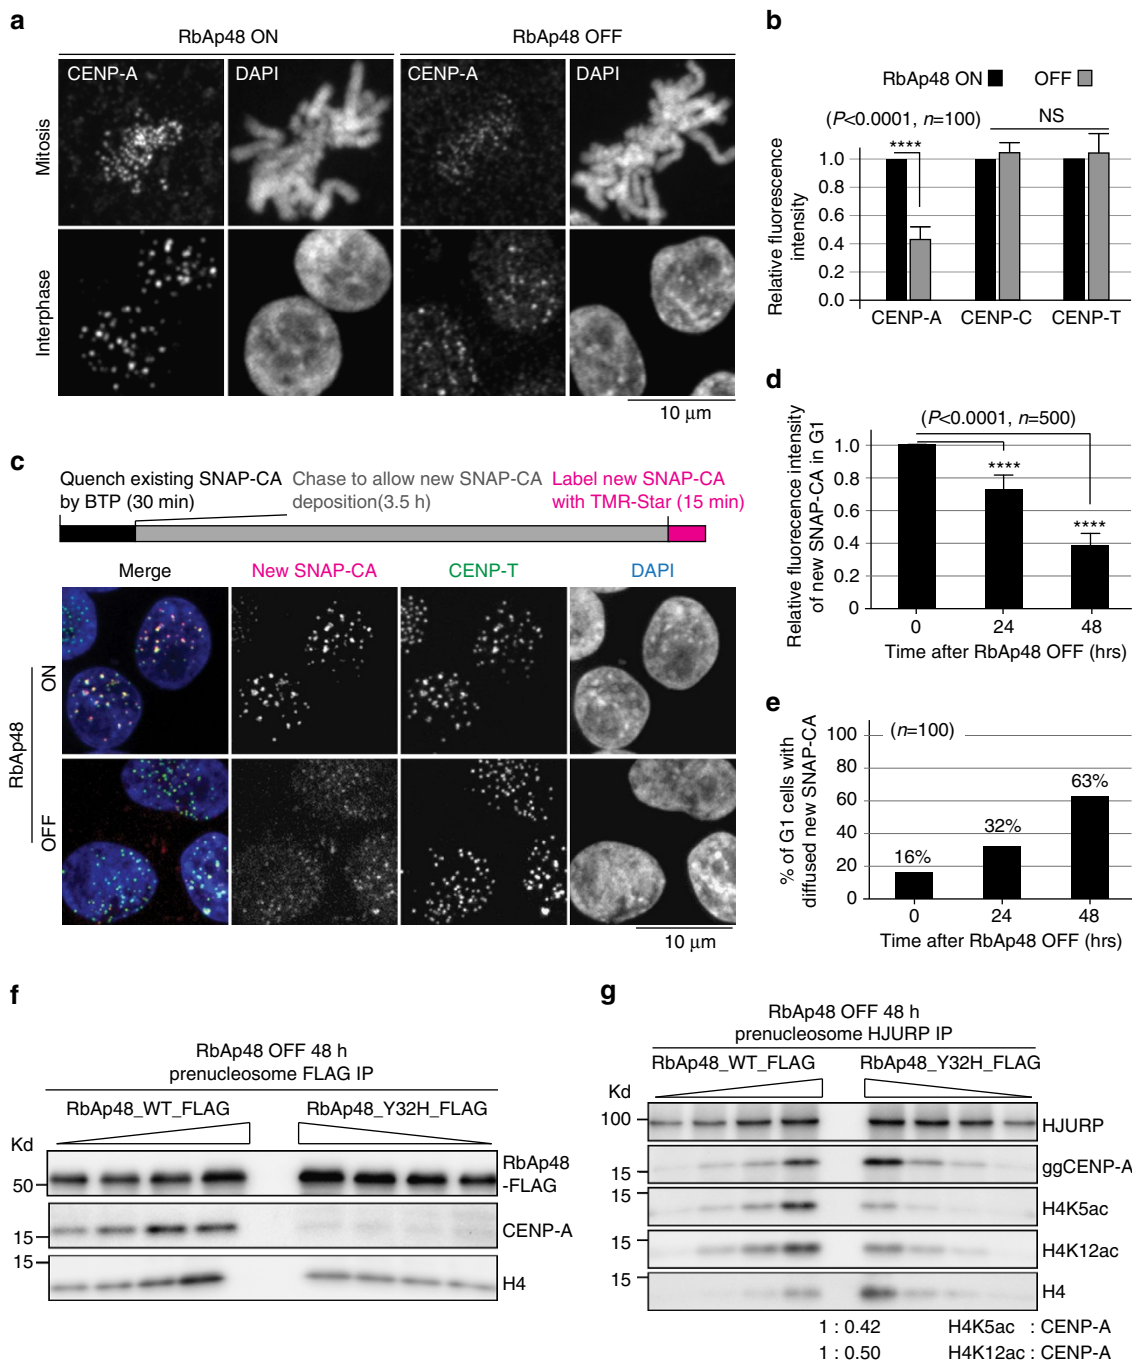 a
RbAp48 ON
RbAp48 OFF
CENP-A
DAPI
CENP-A
DAPI
Mitosis
Interphase
10 μm
b
RbAp48 ON
OFF
(P<0.0001, n=100)
NS
****
Relative fluorescence
intensity
1.0
0.8
0.6
0.4
0.2
0.0
CENP-A
CENP-C
CENP-T
c
Quench existing SNAP-CA
by BTP (30 min)
Chase to allow new SNAP-CA
deposition(3.5 h)
Label new SNAP-CA
with TMR-Star (15 min)
Merge
New SNAP-CA
CENP-T
DAPI
RbAp48
ON
OFF
10 μm
d
(P<0.0001, n=500)
****
****
Relative fluorecence intensity
of new SNAP-CA in G1
1.0
0.8
0.6
0.4
0.2
0
0
24
48
Time after RbAp48 OFF (hrs)
e
(n=100)
% of G1 cells with
diffused new SNAP-CA
100
80
60
40
20
0
16%
32%
63%
0
24
48
Time after RbAp48 OFF (hrs)
f
RbAp48 OFF 48 h
prenucleosome FLAG IP
RbAp48_WT_FLAG
RbAp48_Y32H_FLAG
Kd
50
RbAp48
-FLAG
15
CENP-A
15
H4
g
RbAp48 OFF 48 h
prenucleosome HJURP IP
RbAp48_WT_FLAG
RbAp48_Y32H_FLAG
Kd
100
HJURP
15
ggCENP-A
15
H4K5ac
15
H4K12ac
15
H4
1 : 0.42 H4K5ac : CENP-A
1 : 0.50 H4K12ac : CENP-A